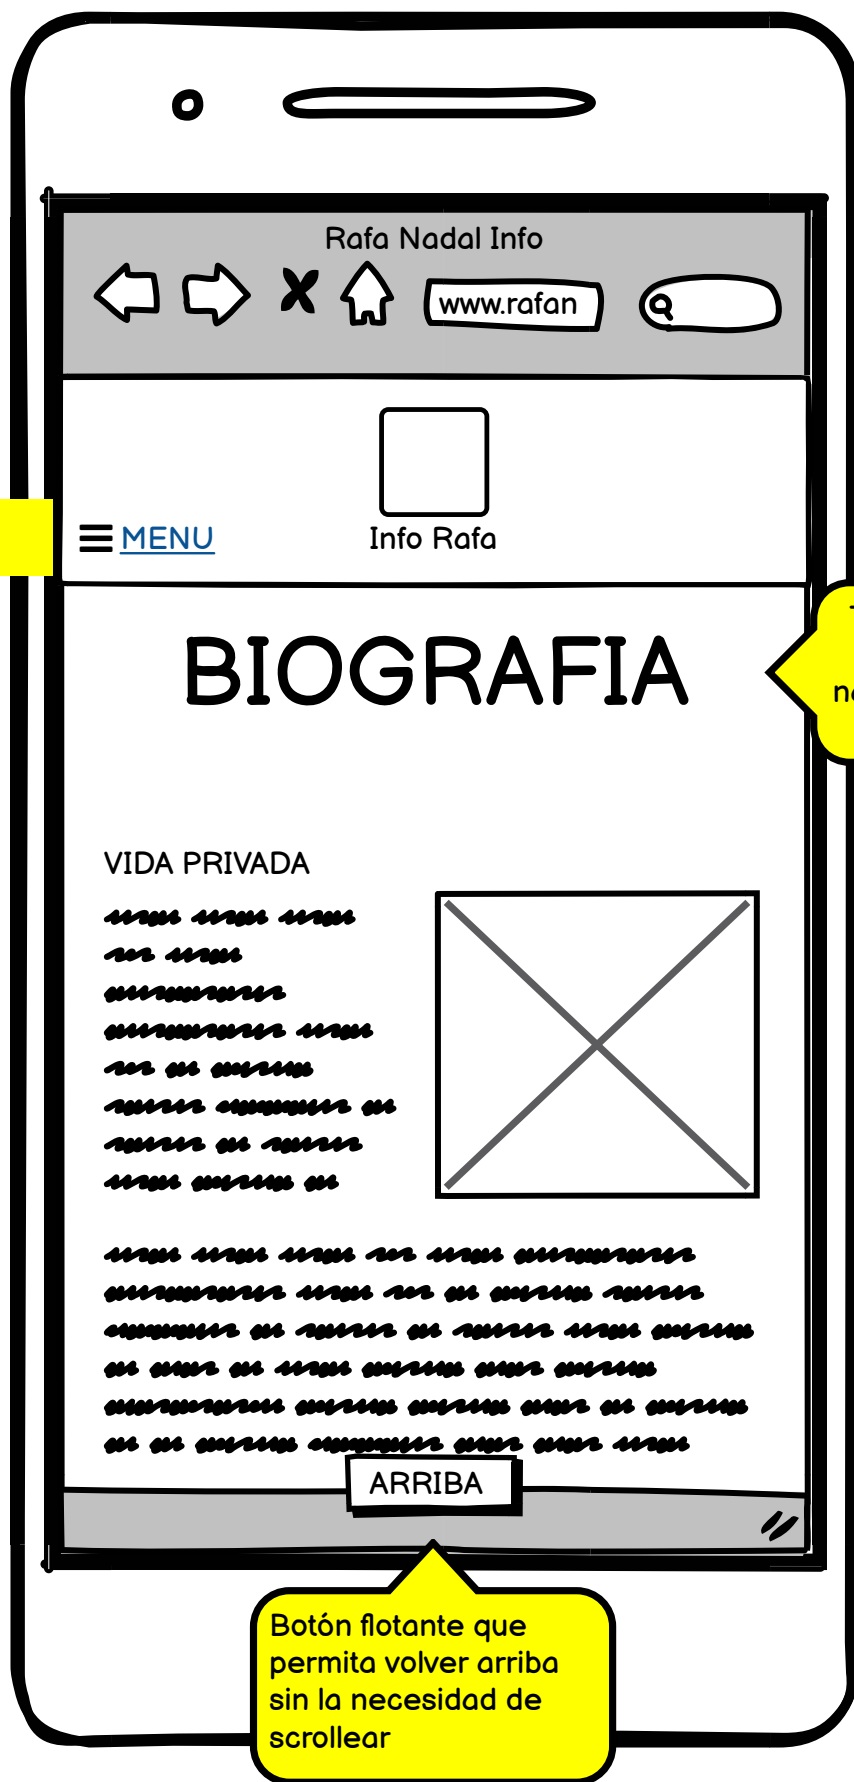 Rafa Nadal Info
www.rafan
MENU
Info Rafa
BIOGRAFIA
VIDA PRIVADA
ARRIBA
Botón flotante que
permita volver arriba
sin la necesidad de
scrollear